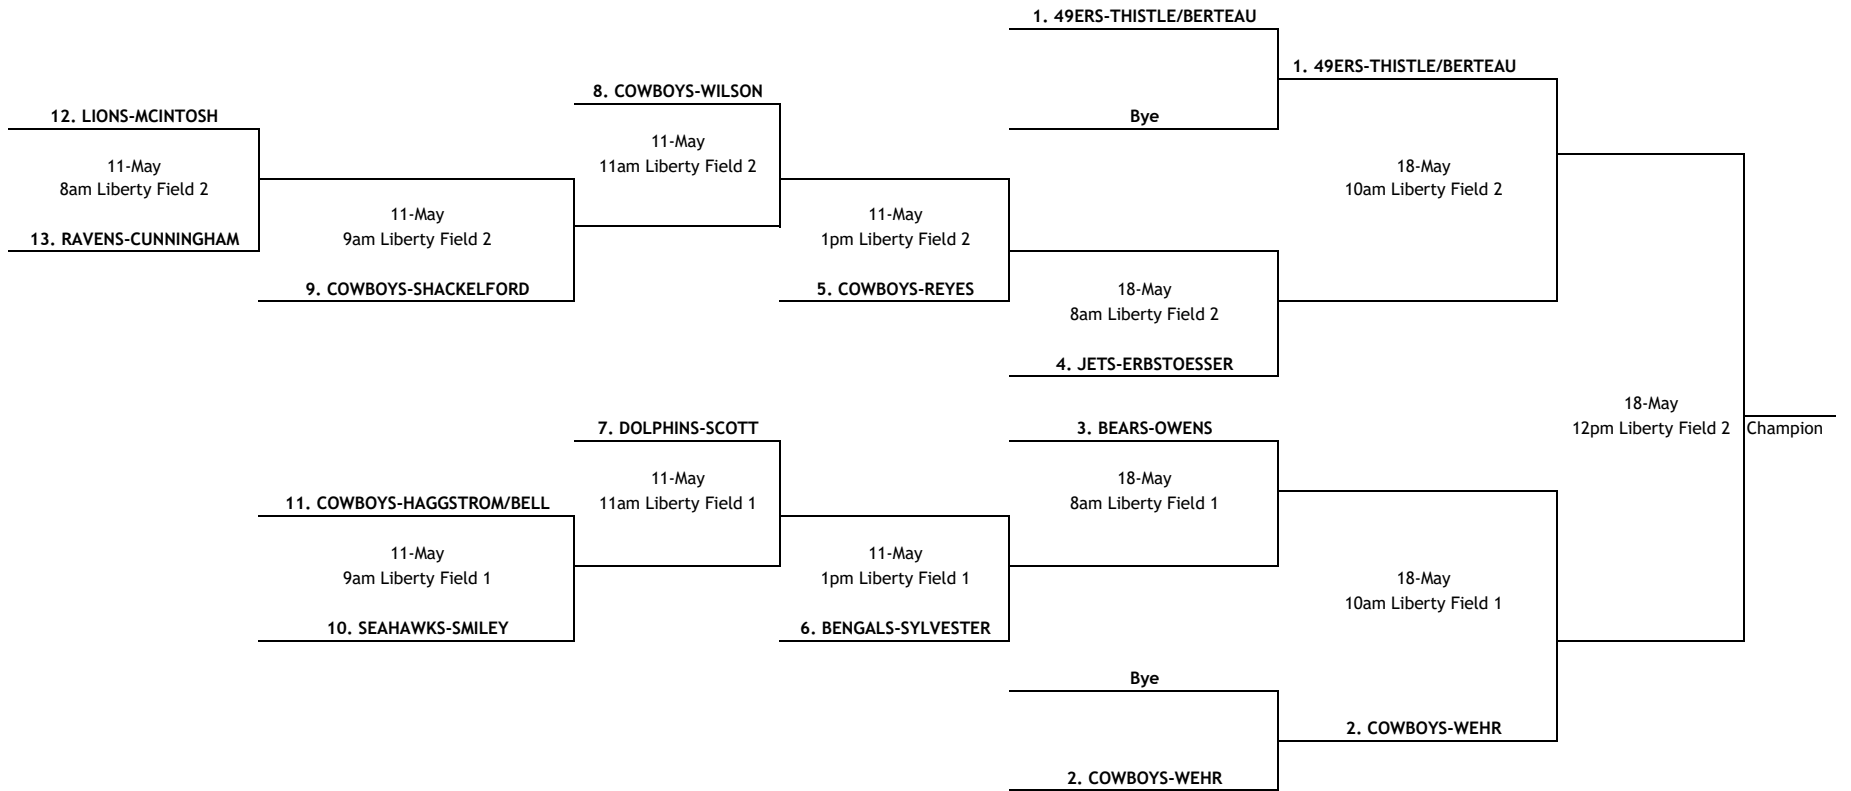 1. 49ERS-THISTLE/BERTEAU
1. 49ERS-THISTLE/BERTEAU
8. COWBOYS-WILSON
12. LIONS-MCINTOSH
Bye
11-May
11am Liberty Field 2
11-May
8am Liberty Field 2
18-May
10am Liberty Field 2
11-May
9am Liberty Field 2
11-May
1pm Liberty Field 2
13. RAVENS-CUNNINGHAM
9. COWBOYS-SHACKELFORD
5. COWBOYS-REYES
18-May
8am Liberty Field 2
4. JETS-ERBSTOESSER
18-May
12pm Liberty Field 2
Champion
7. DOLPHINS-SCOTT
3. BEARS-OWENS
11-May
11am Liberty Field 1
18-May
8am Liberty Field 1
11. COWBOYS-HAGGSTROM/BELL
11-May
9am Liberty Field 1
11-May
1pm Liberty Field 1
18-May
10am Liberty Field 1
10. SEAHAWKS-SMILEY
6. BENGALS-SYLVESTER
Bye
2. COWBOYS-WEHR
2. COWBOYS-WEHR